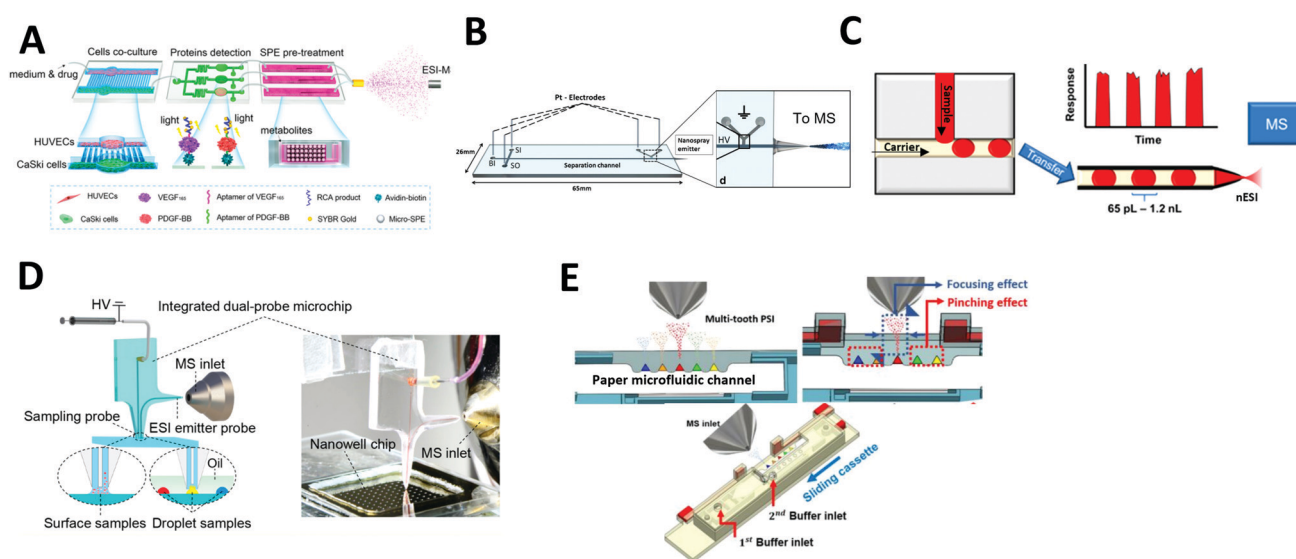 A
Cells co-culture
Proteins detection
SPE pre-treatment
medium & drug
ESI-M
light
light
metabolites
HUVECs
CaSki cells
HUVECs
VEGF165
Aptamer of VEGF165
RCA product
Avidin-biotin
CaSki cells
PDGF-BB
Aptamer of PDGF-BB
SYBR Gold
Micro-SPE
B
Pt - Electrodes
26mm
SI
BI
SO
Separation channel
65mm
Nanospray
emitter
HV
d
To MS
C
Sample
Carrier
Response
Time
Transfer
MS
65 pL – 1.2 nL
nESI
D
HV
Integrated dual-probe microchip
MS inlet
Sampling probe
ESI emitter probe
Oil
Surface samples
Droplet samples
Nanowell chip
MS inlet
E
Multi-tooth PSI
Paper microfluidic channel
Focusing effect
Pinching effect
MS inlet
Sliding cassette
2nd Buffer inlet
1st Buffer inlet